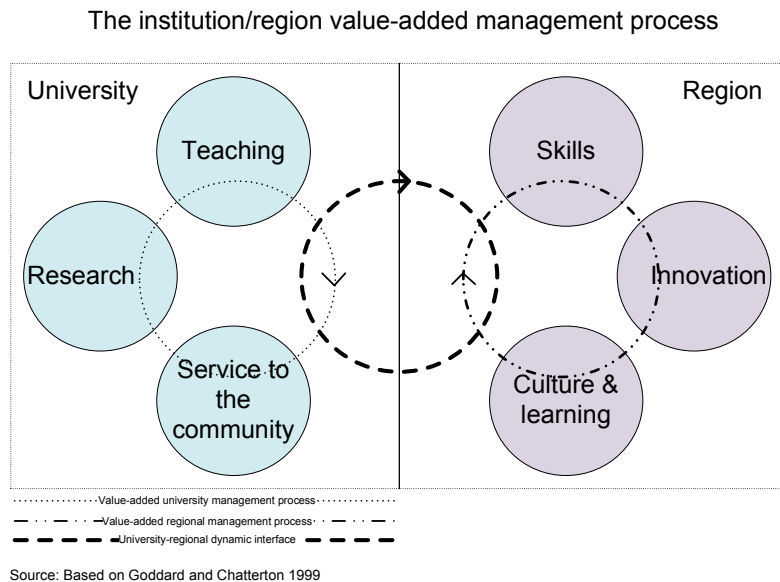 The institution/region value-added management process
University
Region
Teaching
Skills
Research
Innovation
Service to
the
community
Culture &
learning
Value-added university management process
Value-added regional management process
University-regional dynamic interface
Source: Based on Goddard and Chatterton 1999